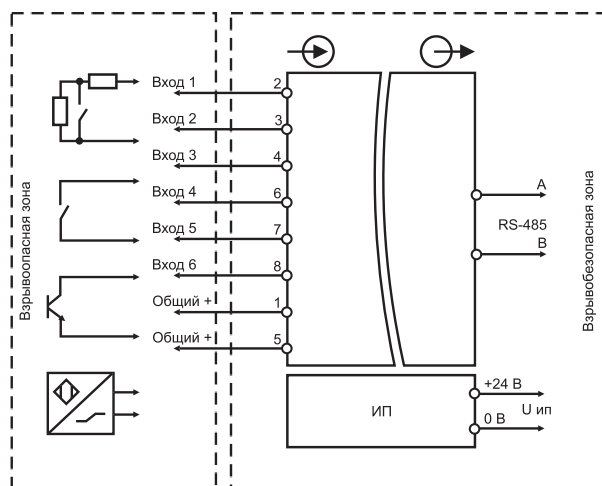 Взрывоопасная зона
Вход 1
2
Вход 2
3
Вход 3
4
Вход 4
6
Вход 5
7
Вход 6
8
Общий +
1
Общий +
5
A
RS-485
B
ИП
+24 В
U ип
0 В
Взрывобезопасная зона